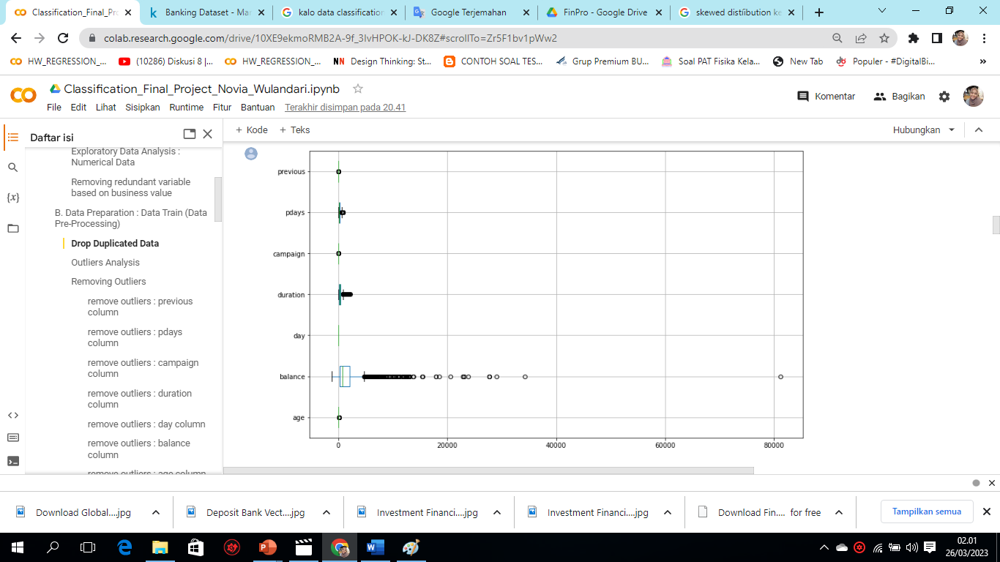 Classification_Final_Pro
Banking Dataset - Mar
kalo data classification
Google Terjemahan
FinPro - Google Drive
skewed distiibution ke
colab.research.google.com/drive/10XE9ekmoRMB2A-9f_3IvHPOK-kJ-DK8Z#scrollTo=Zr5F1bv1pWw2
HW_REGRESSION_...
(10286) Diskusi 8 |...
HW_REGRESSION_...
NN
Design Thinking: St...
CONTOH SOAL TES...
Grup Premium BU...
Soal PAT Fisika Kela...
New Tab
Populer - #DigitalBi...
»
Classification_Final_Project_Novia_Wulandari.ipynb
File Edit Lihat Sisipkan Runtime Fitur Bantuan Terakhir disimpan pada 20.41
Komentar
Bagikan
Daftar isi
+ Kode + Teks
Hubungkan
Exploratory Data Analysis :
Numerical Data
Removing redundant variable
based on business value
B. Data Preparation : Data Train (Data
Pre-Processing)
Drop Duplicated Data
Outliers Analysis
Removing Outliers
remove outliers : previous
column
remove outliers : pdays
column
remove outliers : campaign
column
remove outliers : duration
column
remove outliers : day column
remove outliers : balance
column
remove outliers : age column
{x}
previous
pdays
campaign
duration
day
balance
age
0
20000
40000
60000
80000
Download Global....jpg
Deposit Bank Vect....jpg
Investment Financi....jpg
Investment Financi....jpg
Download Fin.... for free
Tampilkan semua
02.01
26/03/2023